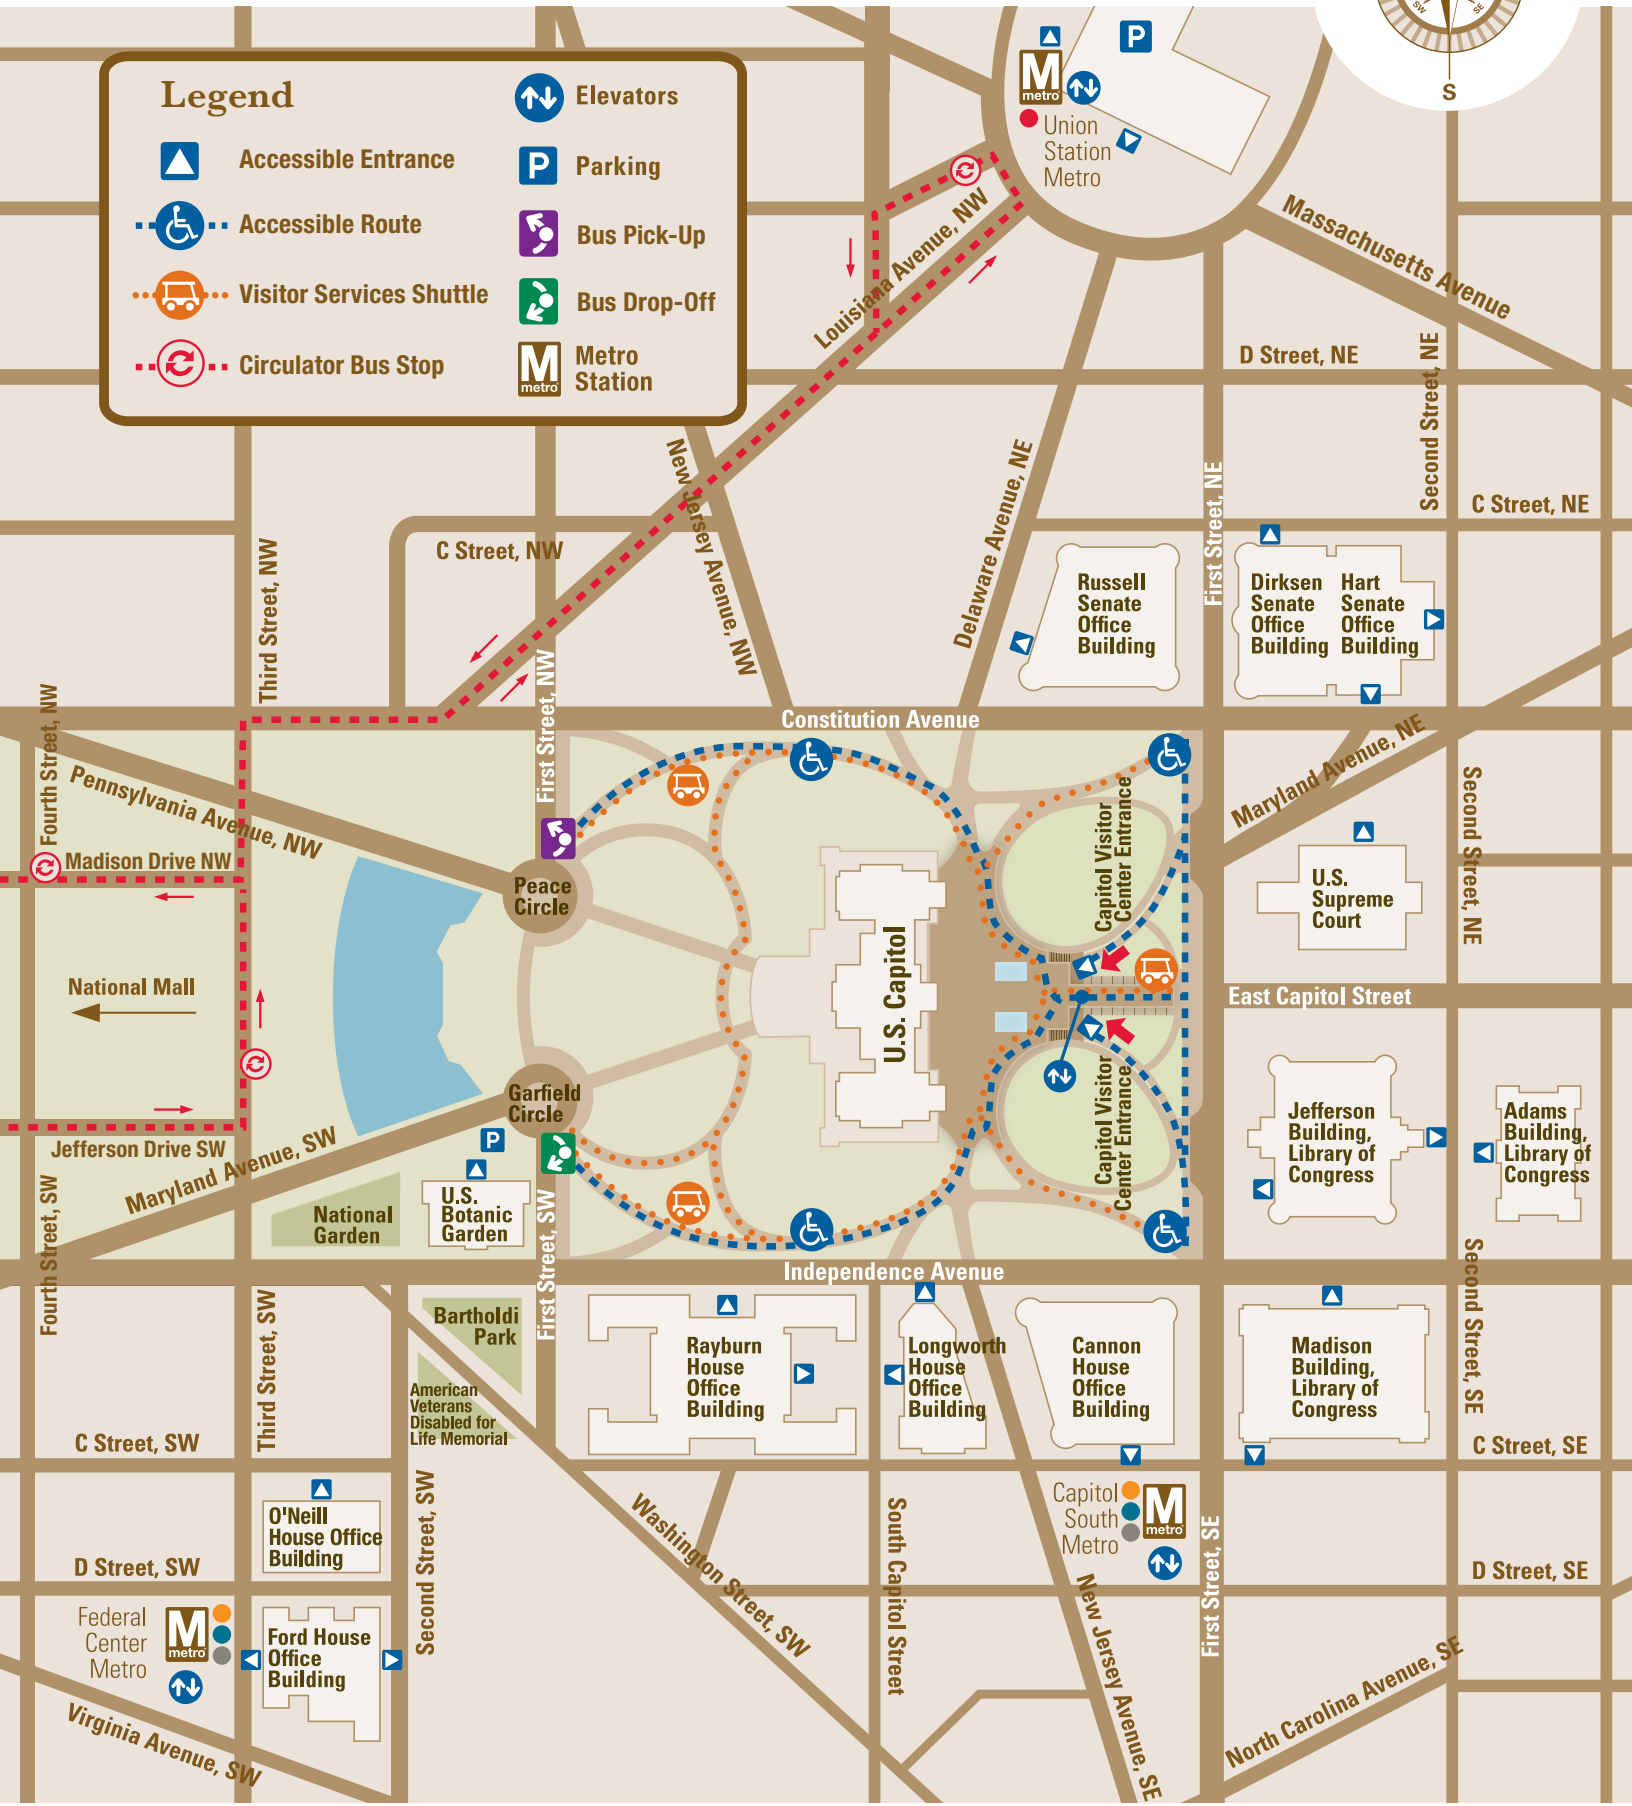 SW
SE
S
Legend
Accessible Entrance
Accessible Route
Visitor Services Shuttle
Circulator Bus Stop
Elevators
P
Parking
Bus Pick-Up
Bus Drop-Off
M
metro
Metro
Station
P
M
metro
Union
Station
Metro
Massachusetts Avenue
Louisiana Avenue, NW
D Street, NE
Second Street, NE
C Street, NE
New Jersey Avenue, NW
Delaware Avenue, NE
First Street, NE
C Street, NW
Third Street, NW
Russell
Senate
Office
Building
Dirksen
Senate
Office
Building
Hart
Senate
Office
Building
First Street, NW
Fourth Street, NW
Constitution Avenue
Pennsylvania Avenue, NW
Maryland Avenue, NE
Second Street, NE
Madison Drive NW
Peace
Circle
Capitol Visitor
Center Entrance
U.S.
Supreme
Court
National Mall
U.S. Capitol
East Capitol Street
Garfield
Circle
Capitol Visitor
Center Entrance
Jefferson
Building,
Library of
Congress
Adams
Building,
Library of
Congress
Jefferson Drive SW
Maryland Avenue, SW
P
U.S.
Botanic
Garden
National
Garden
Fourth Street, SW
First Street, SW
Independence Avenue
Second Street, SE
Third Street, SW
Bartholdi
Park
American
Veterans
Disabled for
Life Memorial
Rayburn
House
Office
Building
Longworth
House
Office
Building
Cannon
House
Office
Building
Madison
Building,
Library of
Congress
C Street, SW
C Street, SE
Second Street, SW
Washington Street, SW
South Capitol Street
Capitol
South
Metro
M
metro
First Street, SE
O'Neill
House Office
Building
D Street, SW
D Street, SE
Federal
Center
Metro
M
metro
Ford House
Office
Building
New Jersey Avenue, SE
Virginia Avenue, SW
North Carolina Avenue, SE